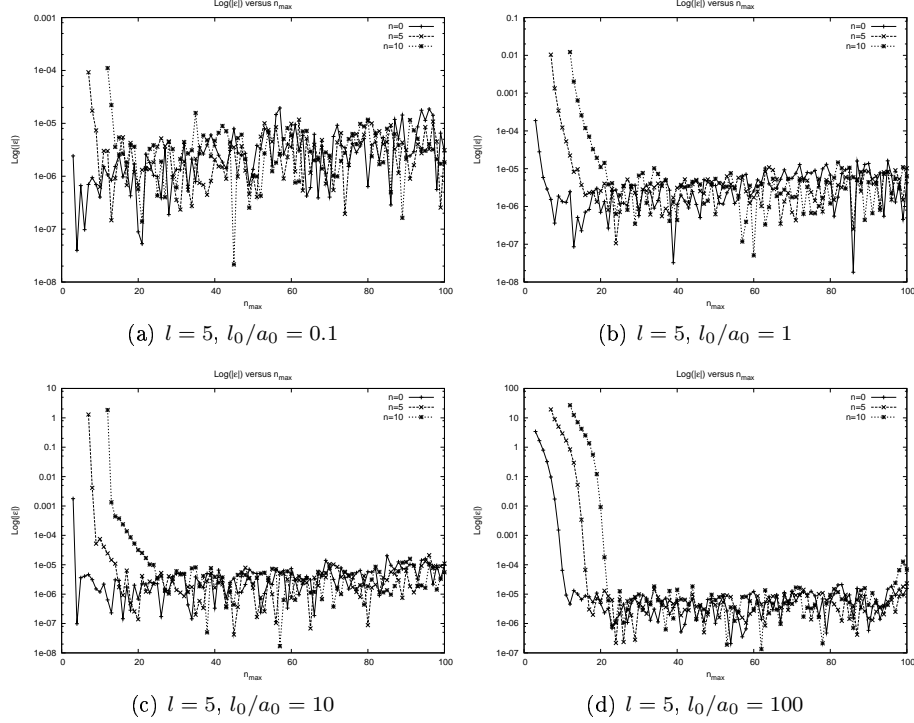 Log(|ε|) versus n_max
0.001
1e-04
1e-05
1e-06
1e-07
1e-08
Log(|ε|)
0 20 40 60 80 100
n_max
n=0
n=5
n=10
(a) l = 5, l_0/a_0 = 0.1
Log(|ε|) versus n_max
0.1
0.01
0.001
1e-04
1e-05
1e-06
1e-07
1e-08
Log(|ε|)
0 20 40 60 80 100
n_max
n=0
n=5
n=10
(b) l = 5, l_0/a_0 = 1
Log(|ε|) versus n_max
10
1
0.1
0.01
0.001
1e-04
1e-05
1e-06
1e-07
1e-08
Log(|ε|)
0 20 40 60 80 100
n_max
n=0
n=5
n=10
(c) l = 5, l_0/a_0 = 10
Log(|ε|) versus n_max
100
10
1
0.1
0.01
0.001
1e-04
1e-05
1e-06
1e-07
Log(|ε|)
0 20 40 60 80 100
n_max
n=0
n=5
n=10
(d) l = 5, l_0/a_0 = 100